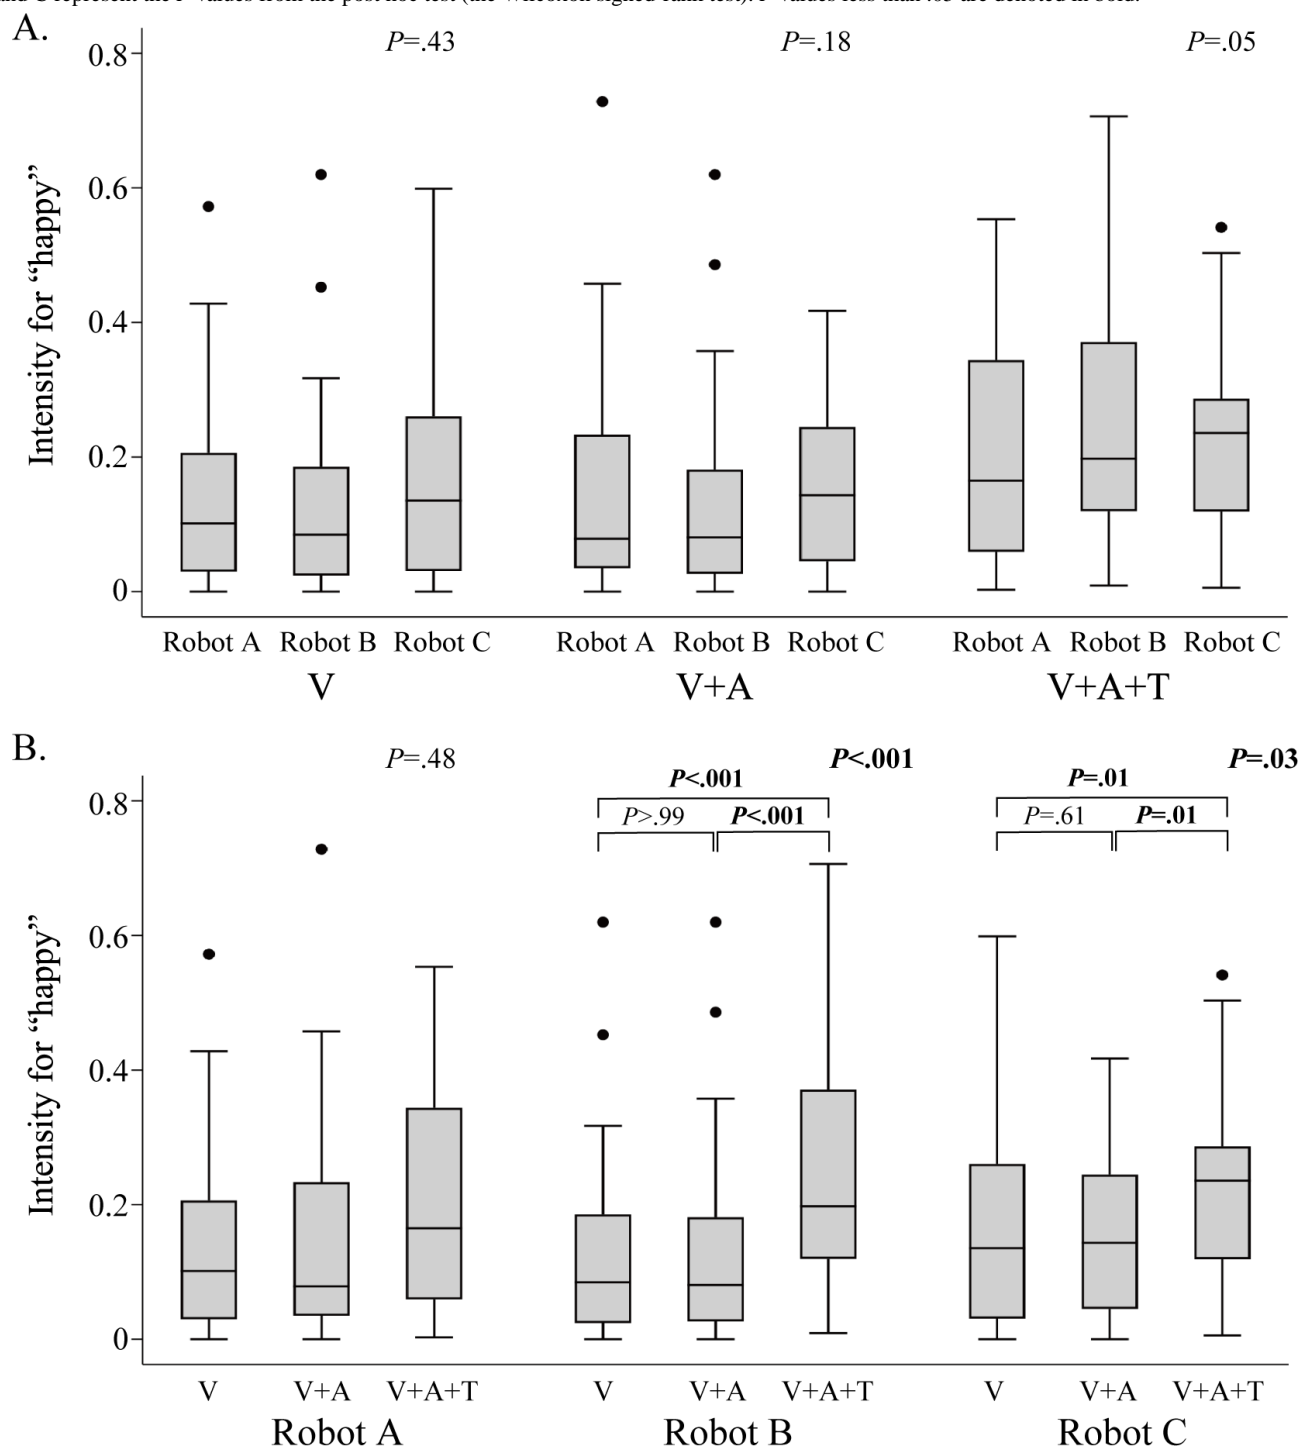 A.
P=.43 P=.18 P=.05
0.8
0.6
0.4
0.2
0
Intensity for “happy”
Robot A Robot B Robot C Robot A Robot B Robot C Robot A Robot B Robot C
V V+A V+A+T
B.
P=.48 P<.001 P=.03
P<.001 P=.01
P>.99 P<.001 P=.61 P=.01
0.8
0.6
0.4
0.2
0
Intensity for “happy”
V V+A V+A+T V V+A V+A+T V V+A V+A+T
Robot A Robot B Robot C